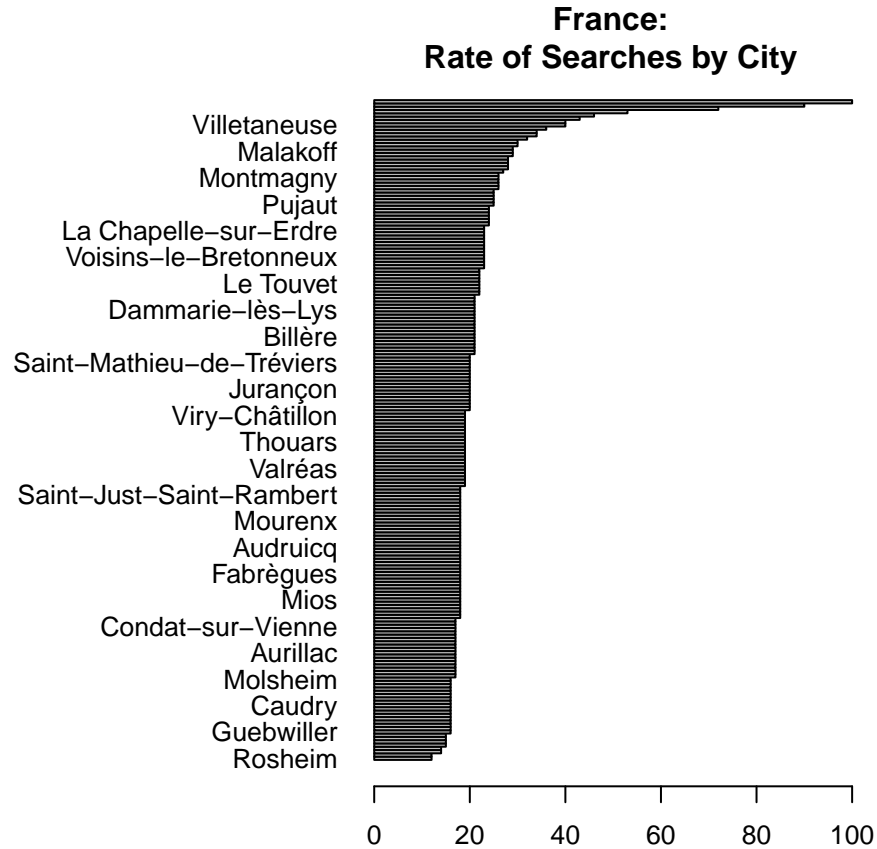 France:
Rate of Searches by City
Villetaneuse
Malakoff
Montmagny
Pujaut
La Chapelle−sur−Erdre
Voisins−le−Bretonneux
Le Touvet
Dammarie−lès−Lys
Billère
Saint−Mathieu−de−Tréviers
Jurançon
Viry−Châtillon
Thouars
Valréas
Saint−Just−Saint−Rambert
Mourenx
Audruicq
Fabrègues
Mios
Condat−sur−Vienne
Aurillac
Molsheim
Caudry
Guebwiller
Rosheim
0 20 40 60 80 100